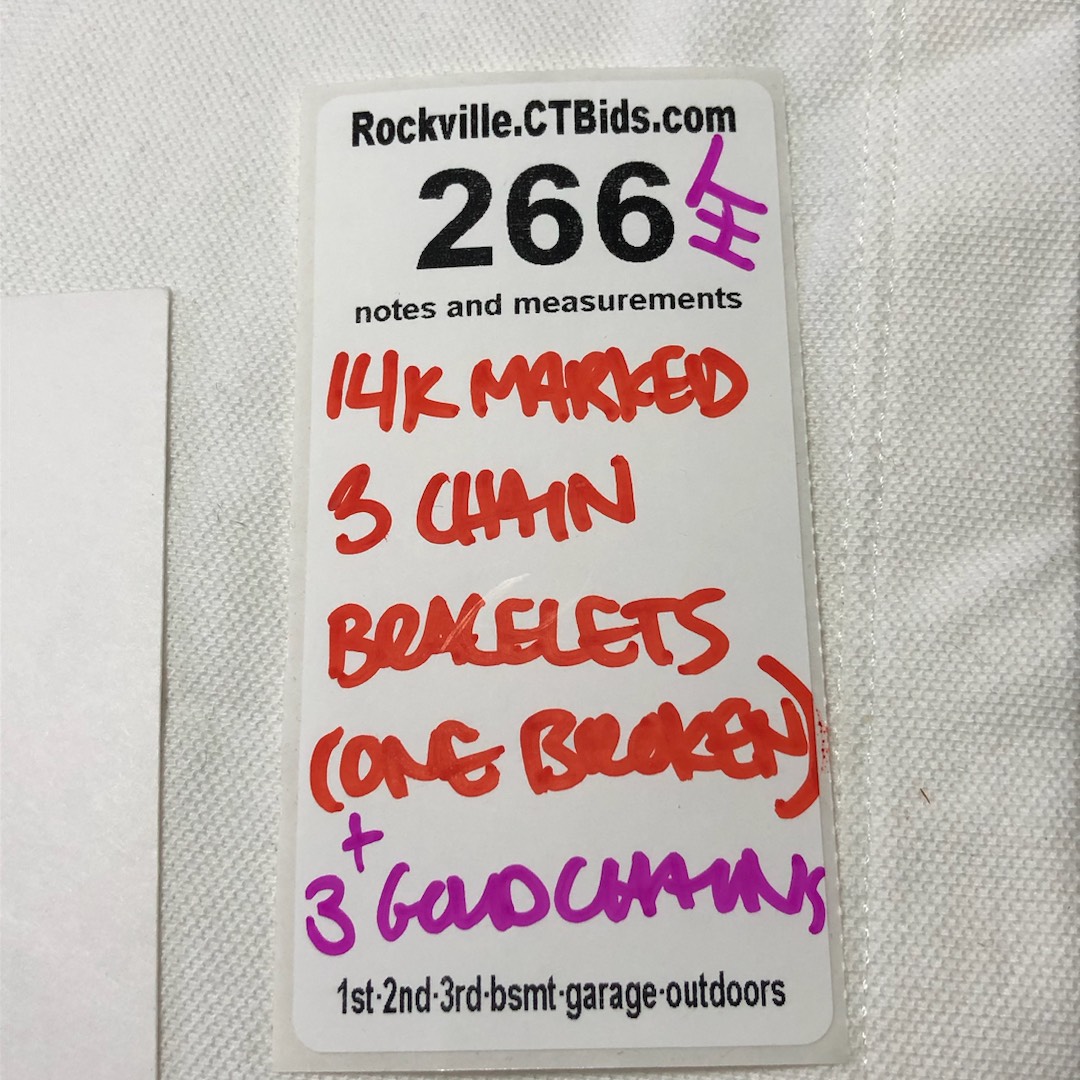 Rockville.CTBids.com
266 HT
notes and measurements
14K MARKED
3 CHAIN
BRACELETS
(ONE BROKEN)
+
3 GOLD CHAINS
1st·2nd·3rd·bsmt·garage·outdoors